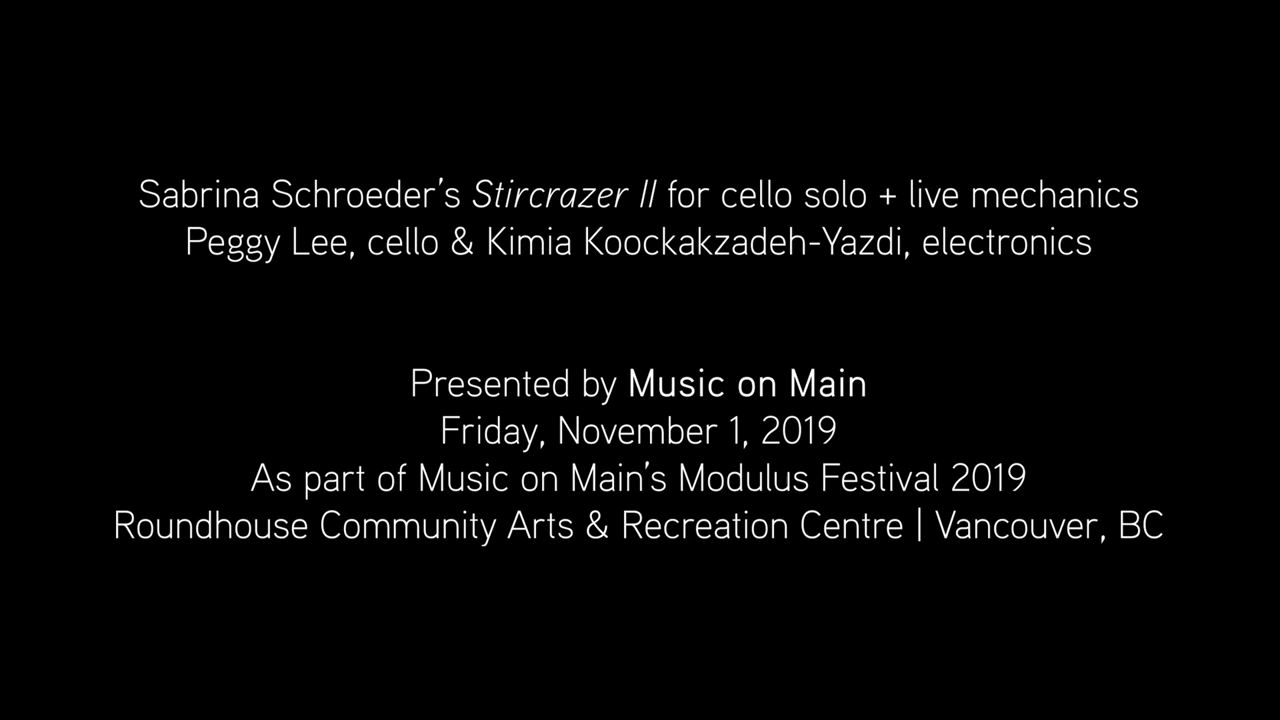 Sabrina Schroeder's Stircrazer II for cello solo + live mechanics
Peggy Lee, cello & Kimia Koockakzadeh-Yazdi, electronics
Presented by Music on Main
Friday, November 1, 2019
As part of Music on Main's Modulus Festival 2019
Roundhouse Community Arts & Recreation Centre | Vancouver, BC